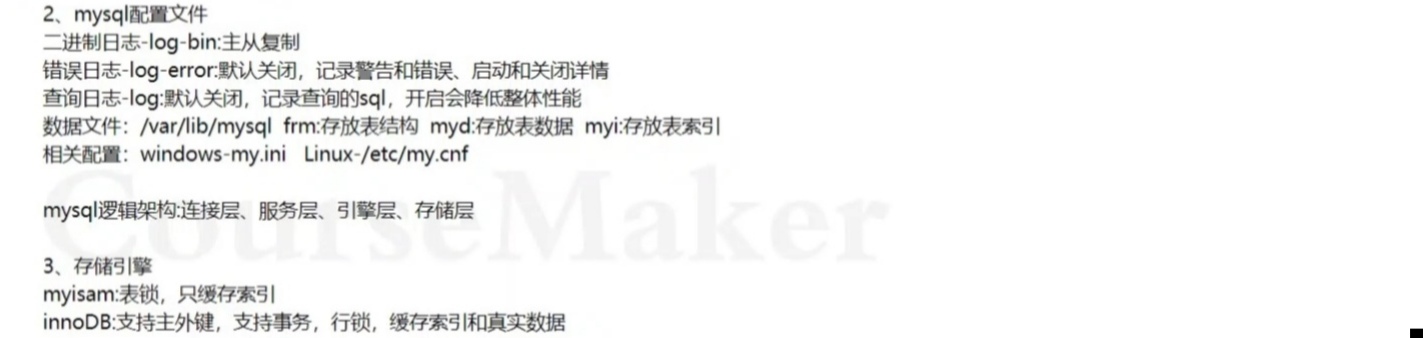 2、mysql配置文件
二进制日志-log-bin:主从复制
错误日志-log-error:默认关闭，记录警告和错误、启动和关闭详情
查询日志-log:默认关闭，记录查询的sql，开启会降低整体性能
数据文件：/var/lib/mysql frm:存放表结构 myd:存放表数据 myi:存放表索引
相关配置：windows-my.ini Linux-/etc/my.cnf
mysql逻辑架构:连接层、服务层、引擎层、存储层
CourseMaker
3、存储引擎
myisam:表锁，只缓存索引
innoDB:支持主外键，支持事务，行锁，缓存索引和真实数据